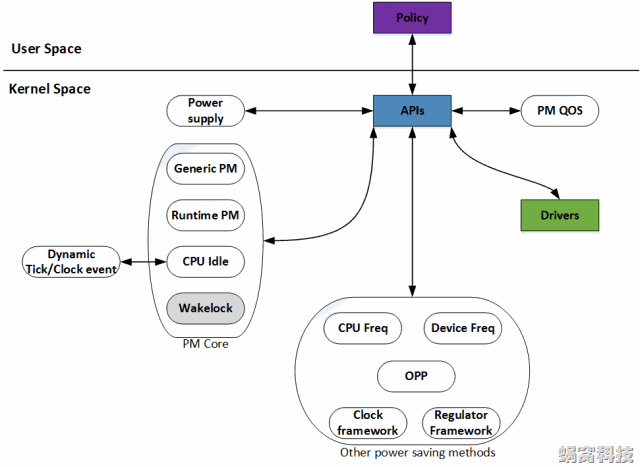 Policy
User Space
Kernel Space
Power
supply
APIs
PM QOS
Generic PM
Runtime PM
Drivers
Dynamic
Tick/Clock event
CPU Idle
Wakelock
PM Core
CPU Freq
Device Freq
OPP
Clock
framework
Regulator
Framework
Other power saving methods
蜗窝科技